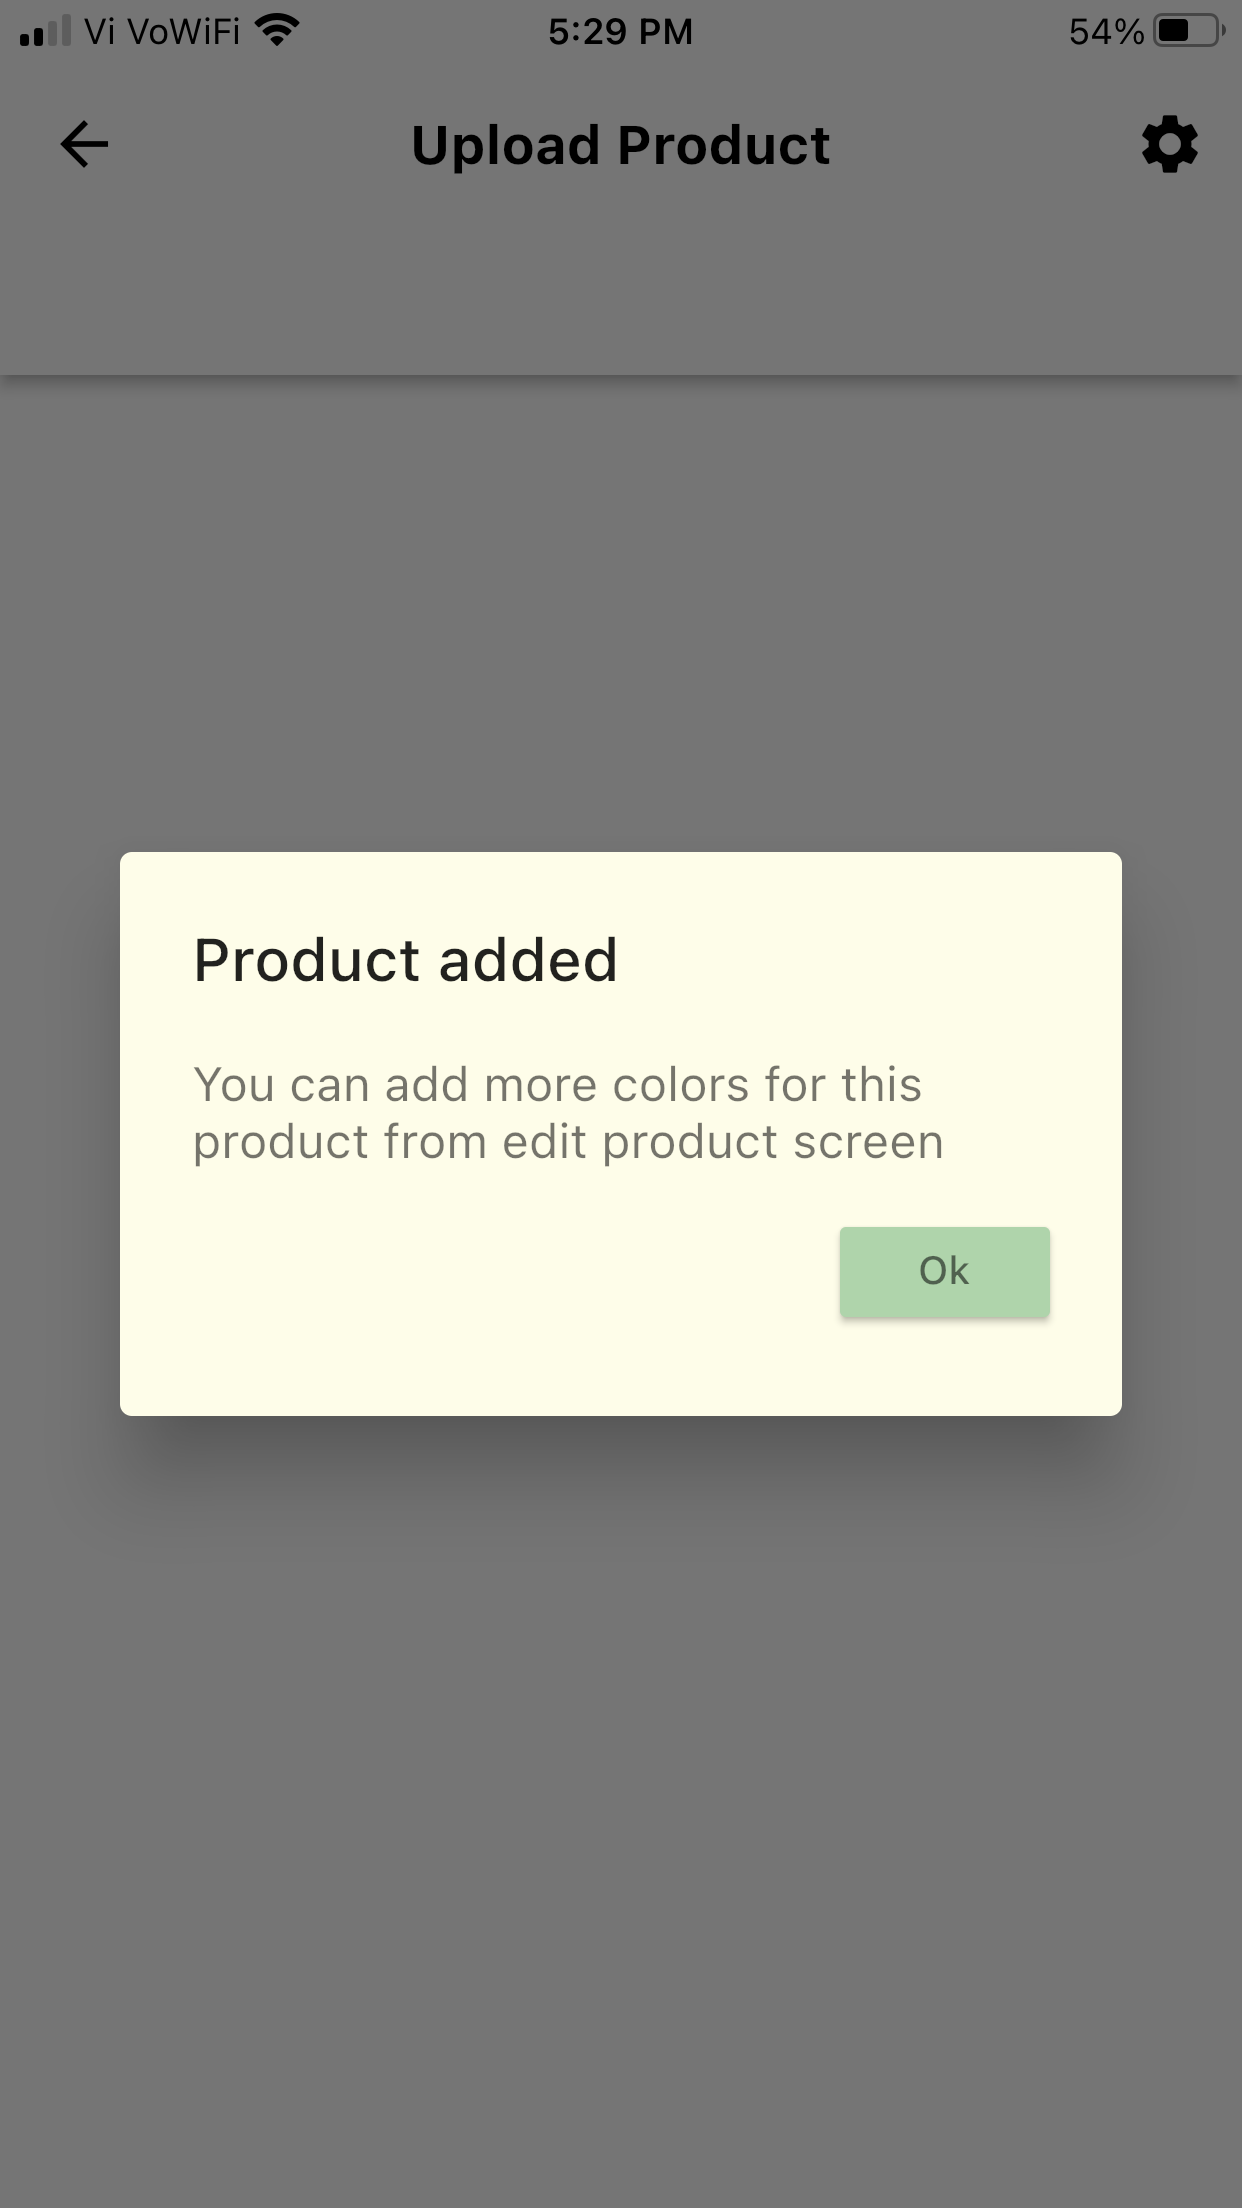 Vi VoWiFi 5:29 PM 54%
Upload Product
Product added
You can add more colors for this
product from edit product screen
Ok